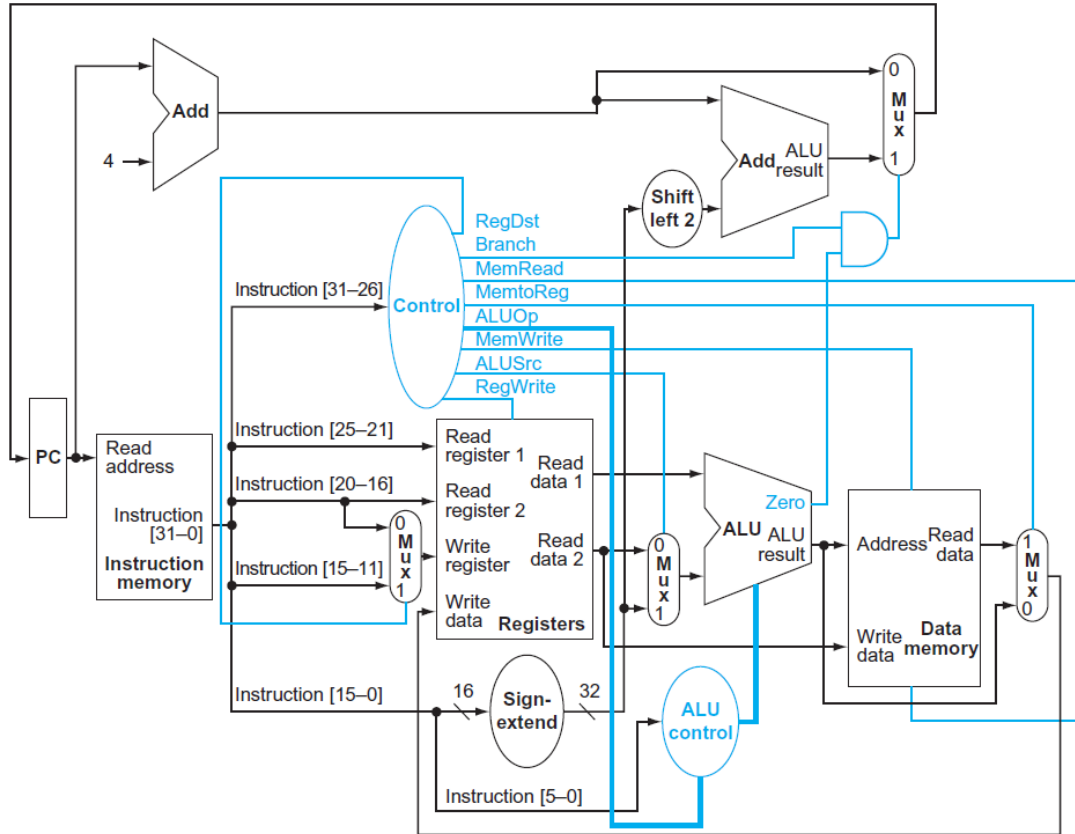 Add
4
Add
ALU
result
0
Mux
1
Shift
left 2
RegDst
Branch
MemRead
MemtoReg
ALUOp
MemWrite
ALUSrc
RegWrite
Control
Instruction [31–26]
Instruction [25–21]
Instruction [20–16]
Instruction [15–11]
Instruction [15–0]
Instruction [5–0]
PC
Read
address
Instruction
[31–0]
Instruction
memory
0
Mux
1
Read
register 1
Read
register 2
Write
register
Write
data
Read
data 1
Read
data 2
Registers
0
Mux
1
Zero
ALU
ALU
result
Address
Read
data
Write
data
Data
memory
1
Mux
0
16
Sign-
extend
32
ALU
control